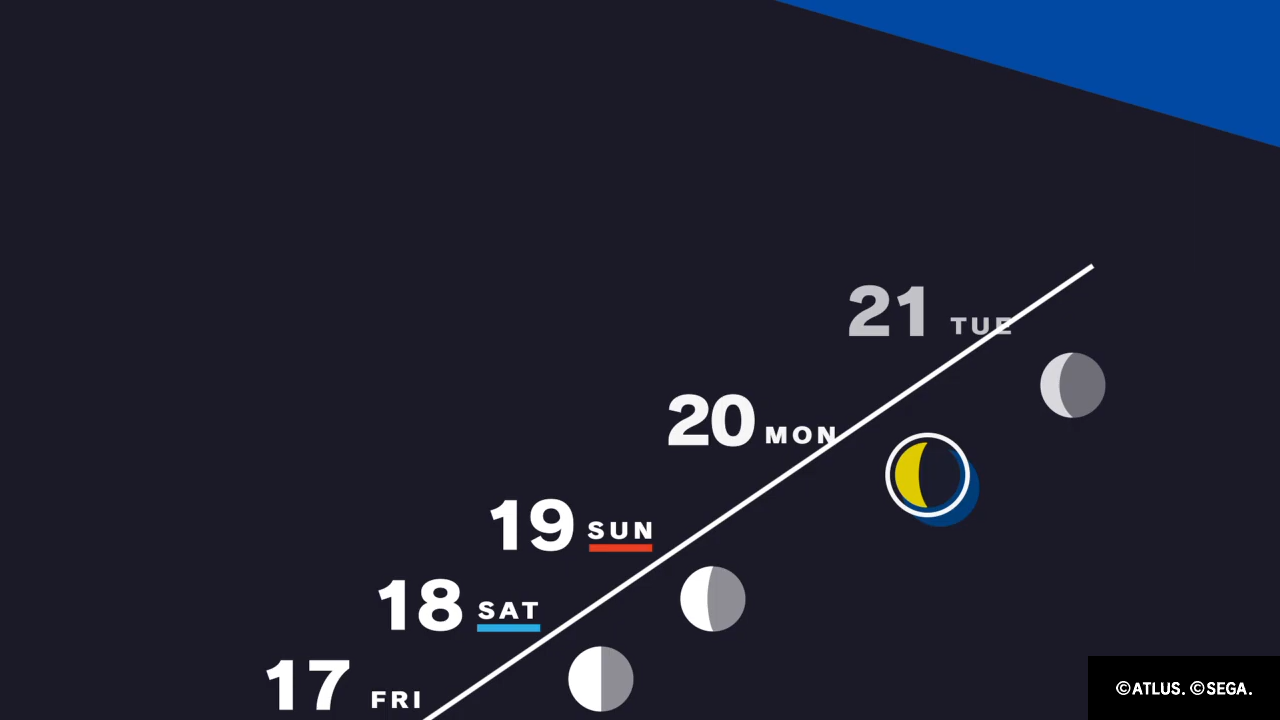 21 TUE
20 MON
19 SUN
18 SAT
17 FRI
©ATLUS. ©SEGA.